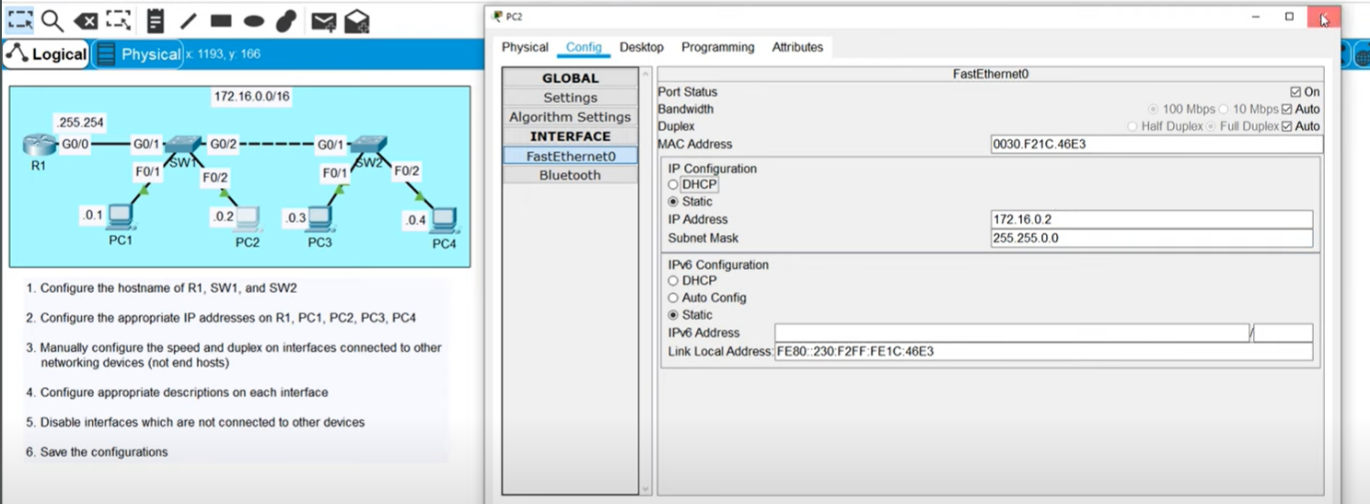 PC2
Physical Config Desktop Programming Attributes
Logical Physical x: 1193, y: 166
172.16.0.0/16
.255.254
G0/0 G0/1 G0/2 G0/1
R1 SW1 SW2
F0/1 F0/2 F0/1 F0/2
.0.1 .0.2 .0.3 .0.4
PC1 PC2 PC3 PC4
1. Configure the hostname of R1, SW1, and SW2
2. Configure the appropriate IP addresses on R1, PC1, PC2, PC3, PC4
3. Manually configure the speed and duplex on interfaces connected to other
networking devices (not end hosts)
4. Configure appropriate descriptions on each interface
5. Disable interfaces which are not connected to other devices
6. Save the configurations
GLOBAL
Settings
Algorithm Settings
INTERFACE
FastEthernet0
Bluetooth
FastEthernet0
Port Status On
Bandwidth 100 Mbps 10 Mbps Auto
Duplex Half Duplex Full Duplex Auto
MAC Address 0030.F21C.46E3
IP Configuration
DHCP
Static
IP Address 172.16.0.2
Subnet Mask 255.255.0.0
IPv6 Configuration
DHCP
Auto Config
Static
IPv6 Address /
Link Local Address: FE80::230:F2FF:FE1C:46E3